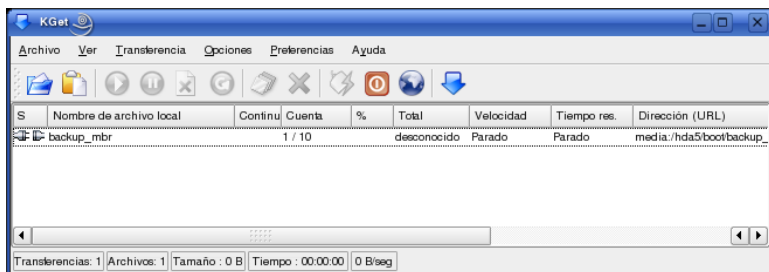 KGet
Archivo Ver Transferencia Opciones Preferencias Ayuda
S Nombre de archivo local Continu Cuenta % Total Velocidad Tiempo res. Dirección (URL)
backup_mbr 1 / 10 desconocido Parado Parado media:/hda5/boot/backup_
Transferencias: 1 Archivos: 1 Tamaño : 0 B Tiempo : 00:00:00 0 B/seg